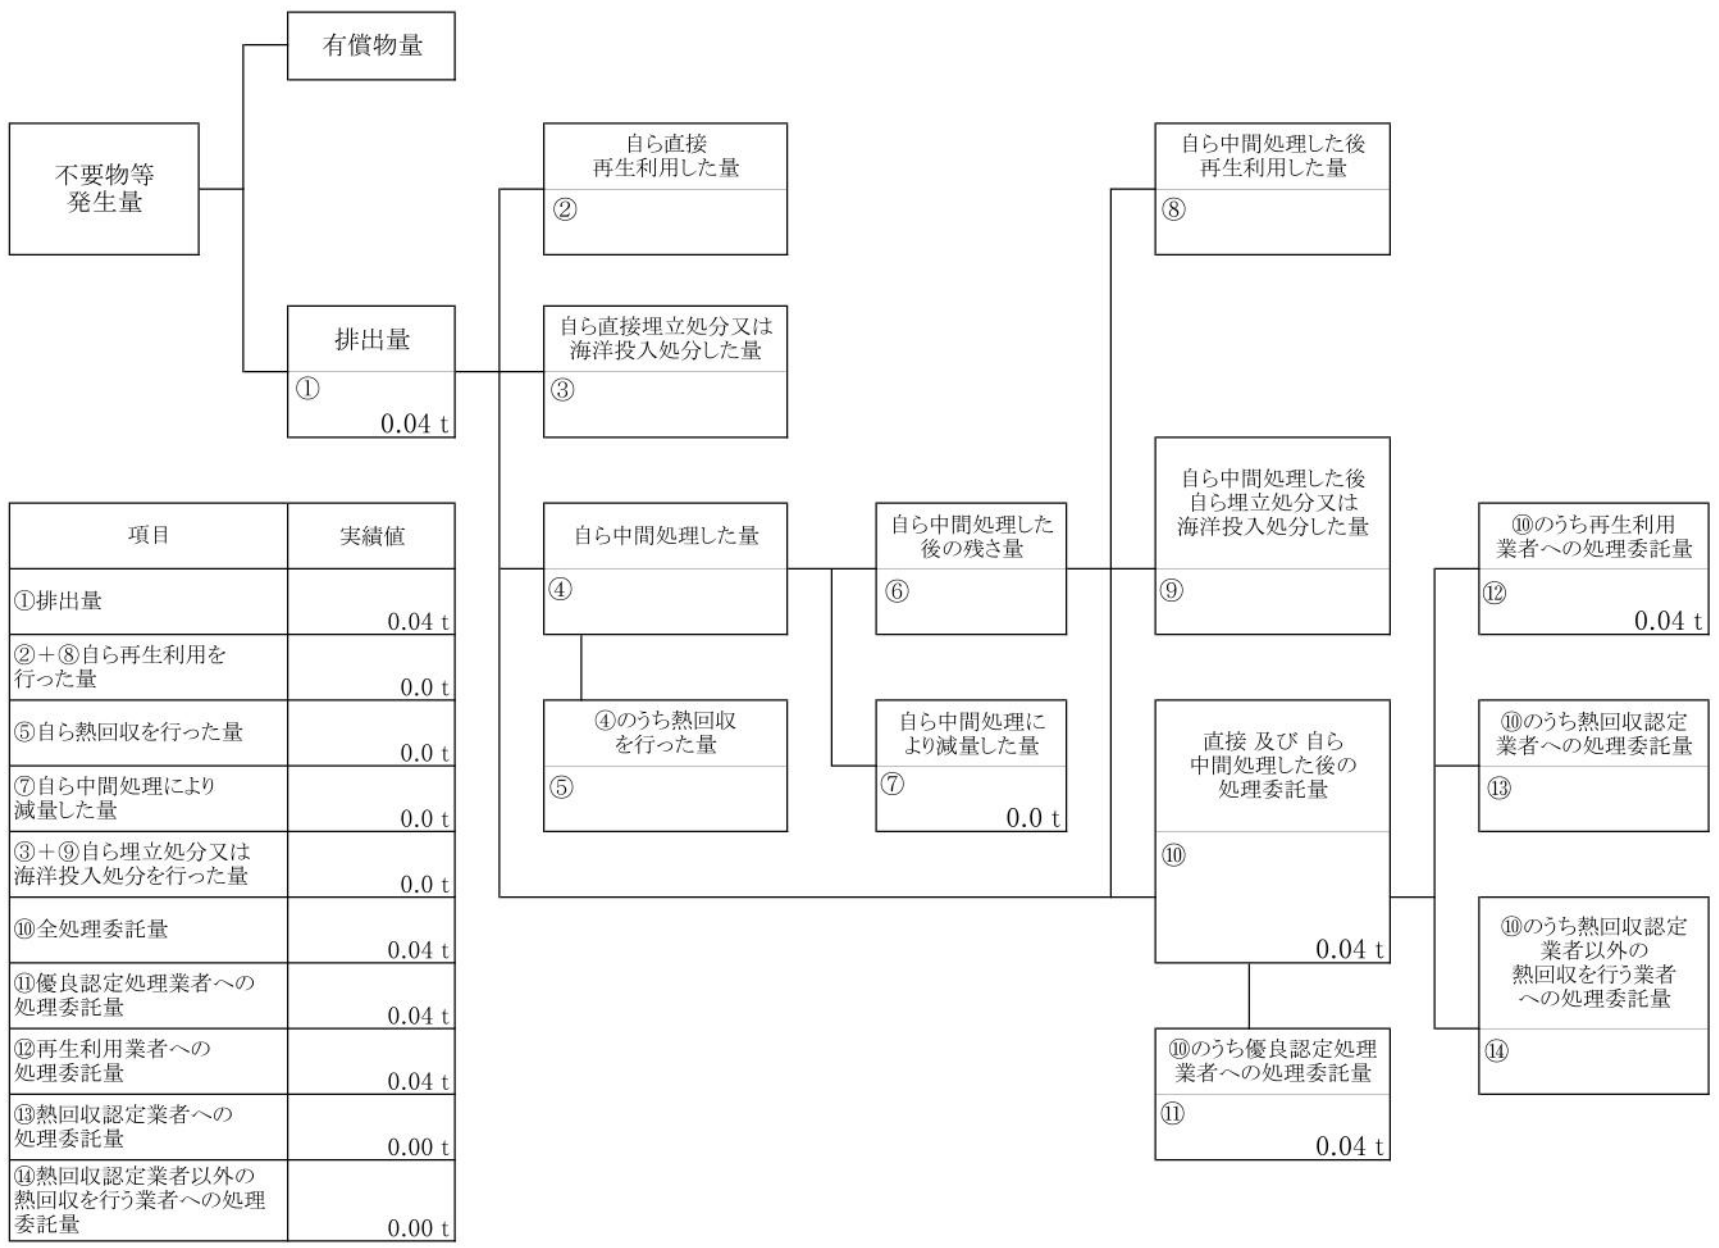 有償物量
不要物等
発生量
自ら直接
再生利用した量
②
自ら中間処理した後
再生利用した量
⑧
排出量
①
0.04 t
自ら直接埋立処分又は
海洋投入処分した量
③
項目
実績値
①排出量
0.04 t
②+⑧自ら再生利用を
行った量
0.0 t
⑤自ら熱回収を行った量
0.0 t
⑦自ら中間処理により
減量した量
0.0 t
③+⑨自ら埋立処分又は
海洋投入処分を行った量
0.0 t
⑩全処理委託量
0.04 t
⑪優良認定処理業者への
処理委託量
0.04 t
⑫再生利用業者への
処理委託量
0.04 t
⑬熱回収認定業者への
処理委託量
0.00 t
⑭熱回収認定業者以外の
熱回収を行う業者への処理
委託量
0.00 t
自ら中間処理した量
④
④のうち熱回収
を行った量
⑤
自ら中間処理した
後の残さ量
⑥
自ら中間処理に
より減量した量
⑦
0.0 t
自ら中間処理した後
自ら埋立処分又は
海洋投入処分した量
⑨
直接 及び 自ら
中間処理した後の
処理委託量
⑩
0.04 t
⑩のうち優良認定処理
業者への処理委託量
⑪
0.04 t
⑩のうち再生利用
業者への処理委託量
⑫
0.04 t
⑩のうち熱回収認定
業者への処理委託量
⑬
⑩のうち熱回収認定
業者以外の
熱回収を行う業者
への処理委託量
⑭